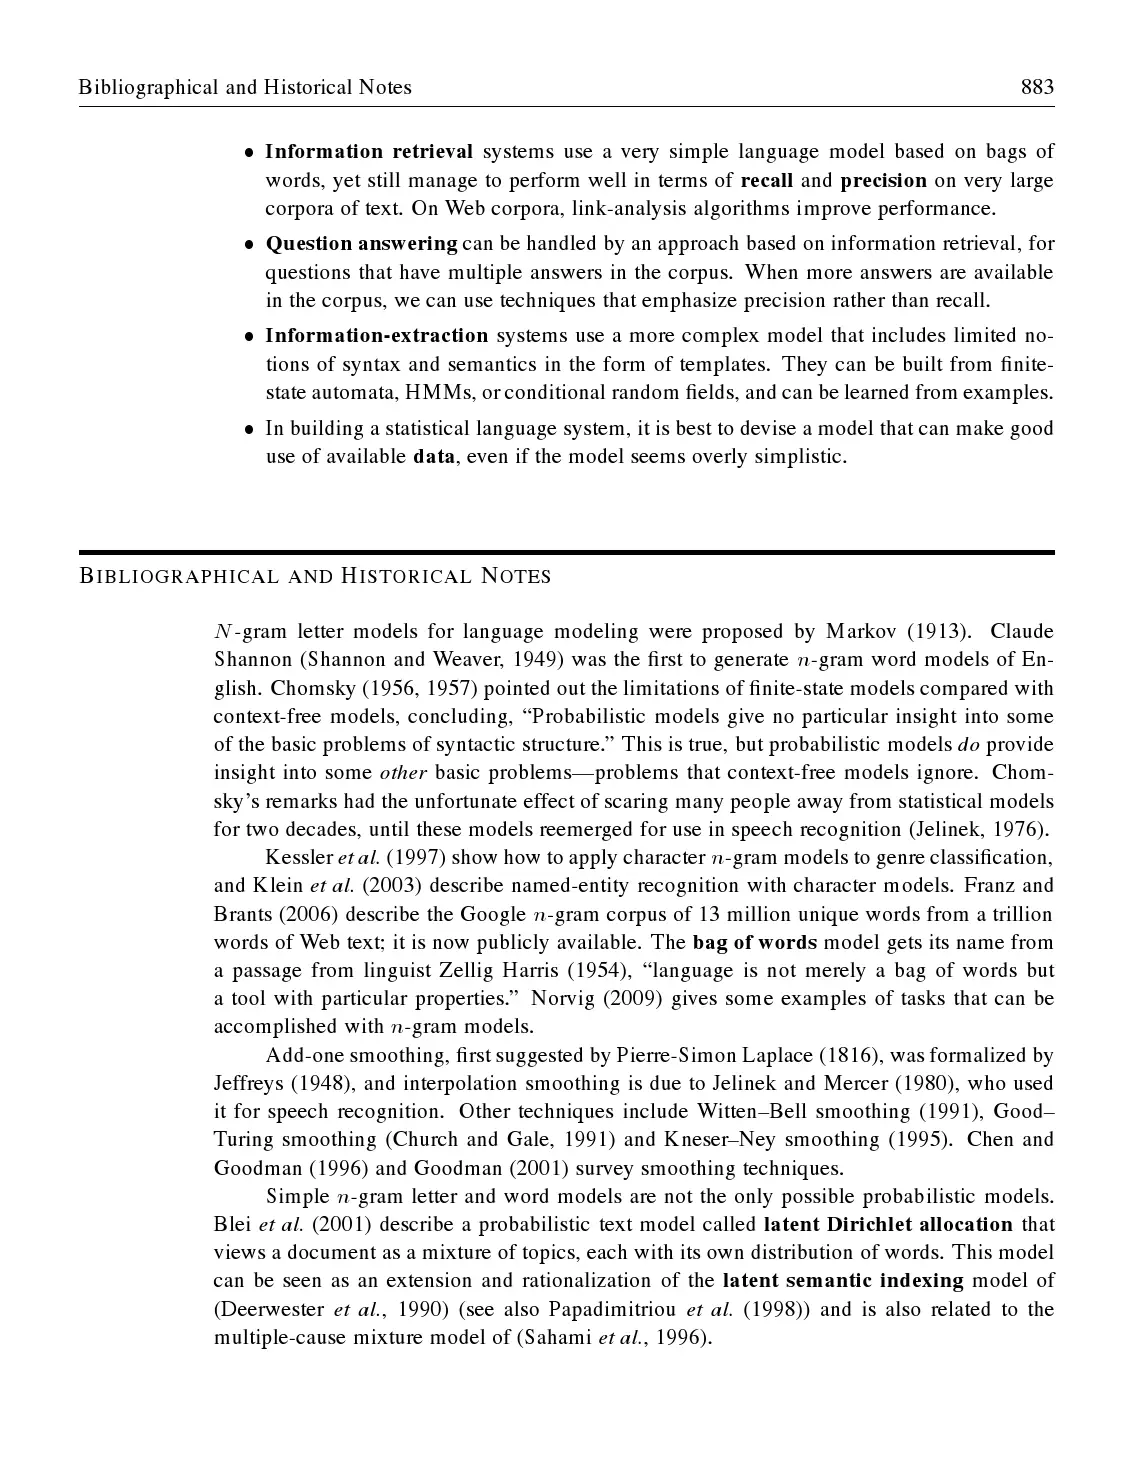 Bibliographical and Historical Notes 883
• Information retrieval systems use a very simple language model based on bags of
words, yet still manage to perform well in terms of recall and precision on very large
corpora of text. On Web corpora, link-analysis algorithms improve performance.
• Question answering can be handled by an approach based on information retrieval, for
questions that have multiple answers in the corpus. When more answers are available
in the corpus, we can use techniques that emphasize precision rather than recall.
• Information-extraction systems use a more complex model that includes limited no-
tions of syntax and semantics in the form of templates. They can be built from finite-
state automata, HMMs, or conditional random fields, and can be learned from examples.
• In building a statistical language system, it is best to devise a model that can make good
use of available data, even if the model seems overly simplistic.
BIBLIOGRAPHICAL AND HISTORICAL NOTES
N-gram letter models for language modeling were proposed by Markov (1913). Claude
Shannon (Shannon and Weaver, 1949) was the first to generate n-gram word models of En-
glish. Chomsky (1956, 1957) pointed out the limitations of finite-state models compared with
context-free models, concluding, “Probabilistic models give no particular insight into some
of the basic problems of syntactic structure.” This is true, but probabilistic models do provide
insight into some other basic problems—problems that context-free models ignore. Chom-
sky’s remarks had the unfortunate effect of scaring many people away from statistical models
for two decades, until these models reemerged for use in speech recognition (Jelinek, 1976).
Kessler et al. (1997) show how to apply character n-gram models to genre classification,
and Klein et al. (2003) describe named-entity recognition with character models. Franz and
Brants (2006) describe the Google n-gram corpus of 13 million unique words from a trillion
words of Web text; it is now publicly available. The bag of words model gets its name from
a passage from linguist Zellig Harris (1954), “language is not merely a bag of words but
a tool with particular properties.” Norvig (2009) gives some examples of tasks that can be
accomplished with n-gram models.
Add-one smoothing, first suggested by Pierre-Simon Laplace (1816), was formalized by
Jeffreys (1948), and interpolation smoothing is due to Jelinek and Mercer (1980), who used
it for speech recognition. Other techniques include Witten–Bell smoothing (1991), Good–
Turing smoothing (Church and Gale, 1991) and Kneser–Ney smoothing (1995). Chen and
Goodman (1996) and Goodman (2001) survey smoothing techniques.
Simple n-gram letter and word models are not the only possible probabilistic models.
Blei et al. (2001) describe a probabilistic text model called latent Dirichlet allocation that
views a document as a mixture of topics, each with its own distribution of words. This model
can be seen as an extension and rationalization of the latent semantic indexing model of
(Deerwester et al., 1990) (see also Papadimitriou et al. (1998)) and is also related to the
multiple-cause mixture model of (Sahami et al., 1996).